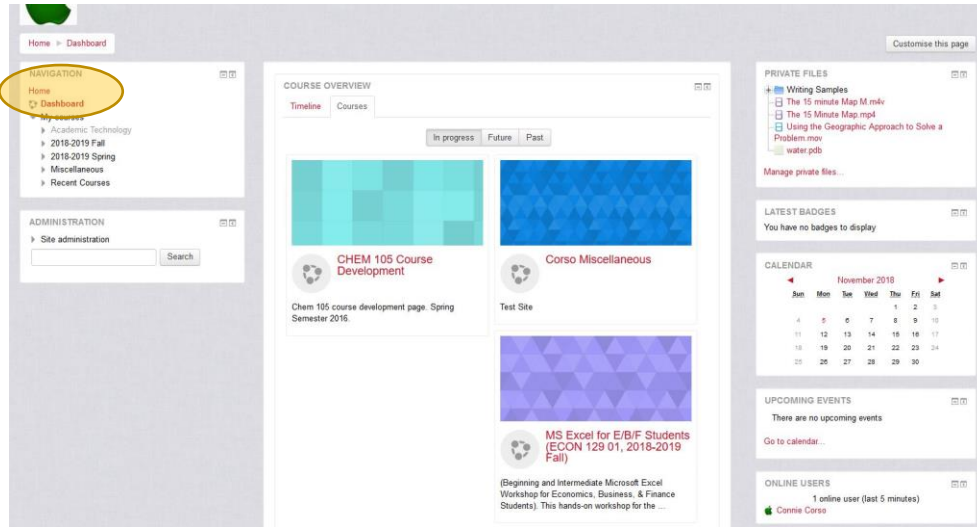 Home ▶ Dashboard
Customise this page
NAVIGATION
Home
Dashboard
My courses
Academic Technology
2018-2019 Fall
2018-2019 Spring
Miscellaneous
Recent Courses
ADMINISTRATION
Site administration
Search
COURSE OVERVIEW
Timeline Courses
In progress Future Past
CHEM 105 Course
Development
Chem 105 course development page. Spring
Semester 2016.
Corso Miscellaneous
Test Site
MS Excel for E/B/F Students
(ECON 129 01, 2018-2019
Fall)
(Beginning and Intermediate Microsoft Excel
Workshop for Economics, Business, & Finance
Students). This hands-on workshop for the ...
PRIVATE FILES
Writing Samples
The 15 minute Map M.m4v
The 15 Minute Map.mp4
Using the Geographic Approach to Solve a
Problem.mov
water.pdb
Manage private files...
LATEST BADGES
You have no badges to display
CALENDAR
◀ November 2018 ▶
Sun Mon Tue Wed Thu Fri Sat
1 2 3
4 5 6 7 8 9 10
11 12 13 14 15 16 17
18 19 20 21 22 23 24
25 26 27 28 29 30
UPCOMING EVENTS
There are no upcoming events
Go to calendar...
ONLINE USERS
1 online user (last 5 minutes)
Connie Corso